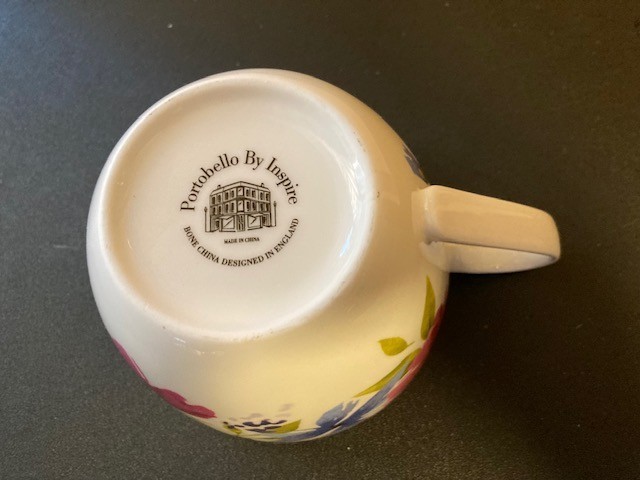 Portobello By Inspire
MADE IN CHINA
BONE CHINA DESIGNED IN ENGLAND